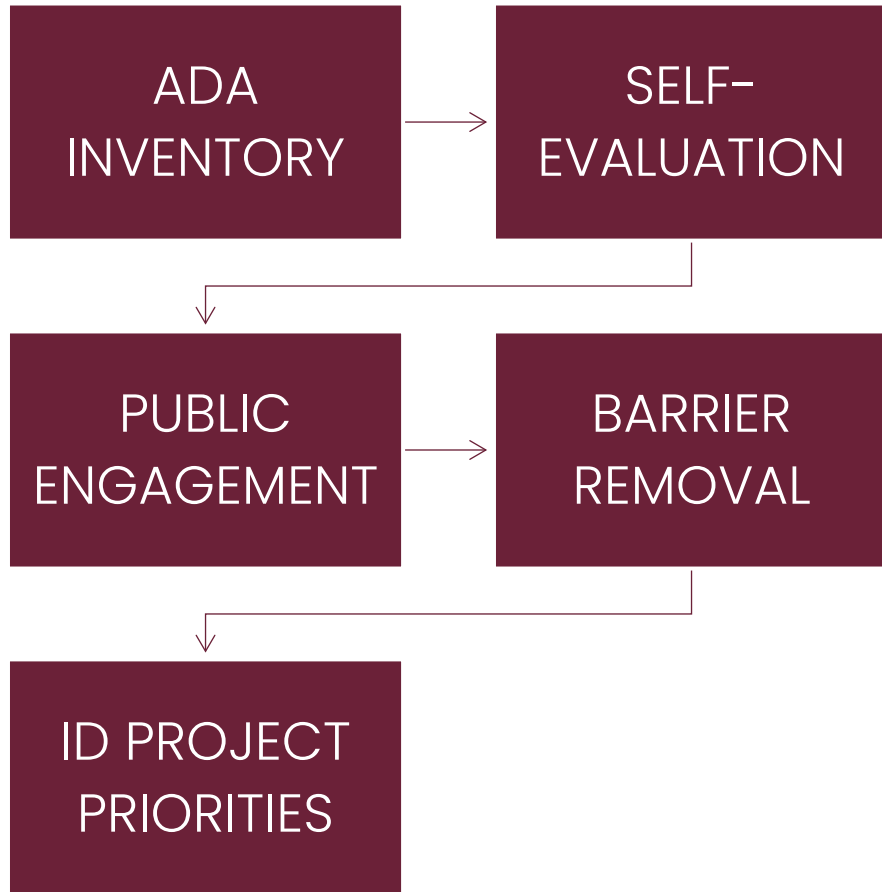 ADA
INVENTORY
SELF-
EVALUATION
PUBLIC
ENGAGEMENT
BARRIER
REMOVAL
ID PROJECT
PRIORITIES